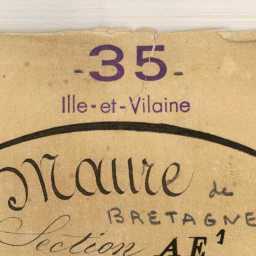 -35-
Ille-et-Vilaine
Maure de
BRETAGNE
Section AE¹